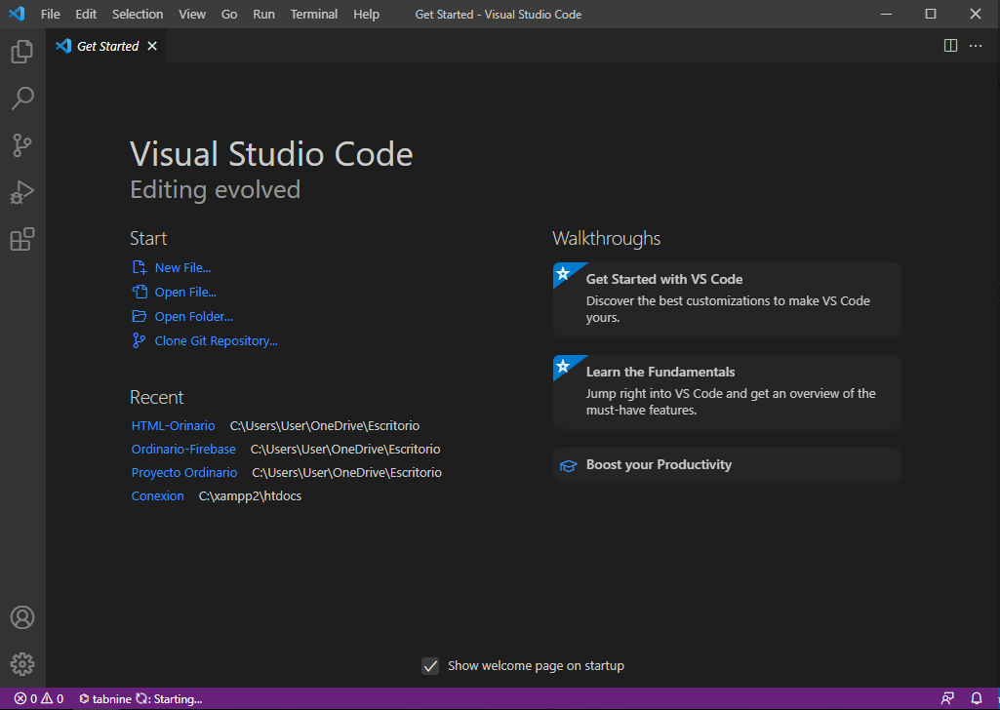 File Edit Selection View Go Run Terminal Help Get Started - Visual Studio Code
Get Started
Visual Studio Code
Editing evolved
Start
New File...
Open File...
Open Folder...
Clone Git Repository...
Recent
HTML-Orinario C:\Users\User\OneDrive\Escritorio
Ordinario-Firebase C:\Users\User\OneDrive\Escritorio
Proyecto Ordinario C:\Users\User\OneDrive\Escritorio
Conexion C:\xampp2\htdocs
Walkthroughs
Get Started with VS Code
Discover the best customizations to make VS Code
yours.
Learn the Fundamentals
Jump right into VS Code and get an overview of the
must-have features.
Boost your Productivity
Show welcome page on startup
0 0 tabnine : Starting...